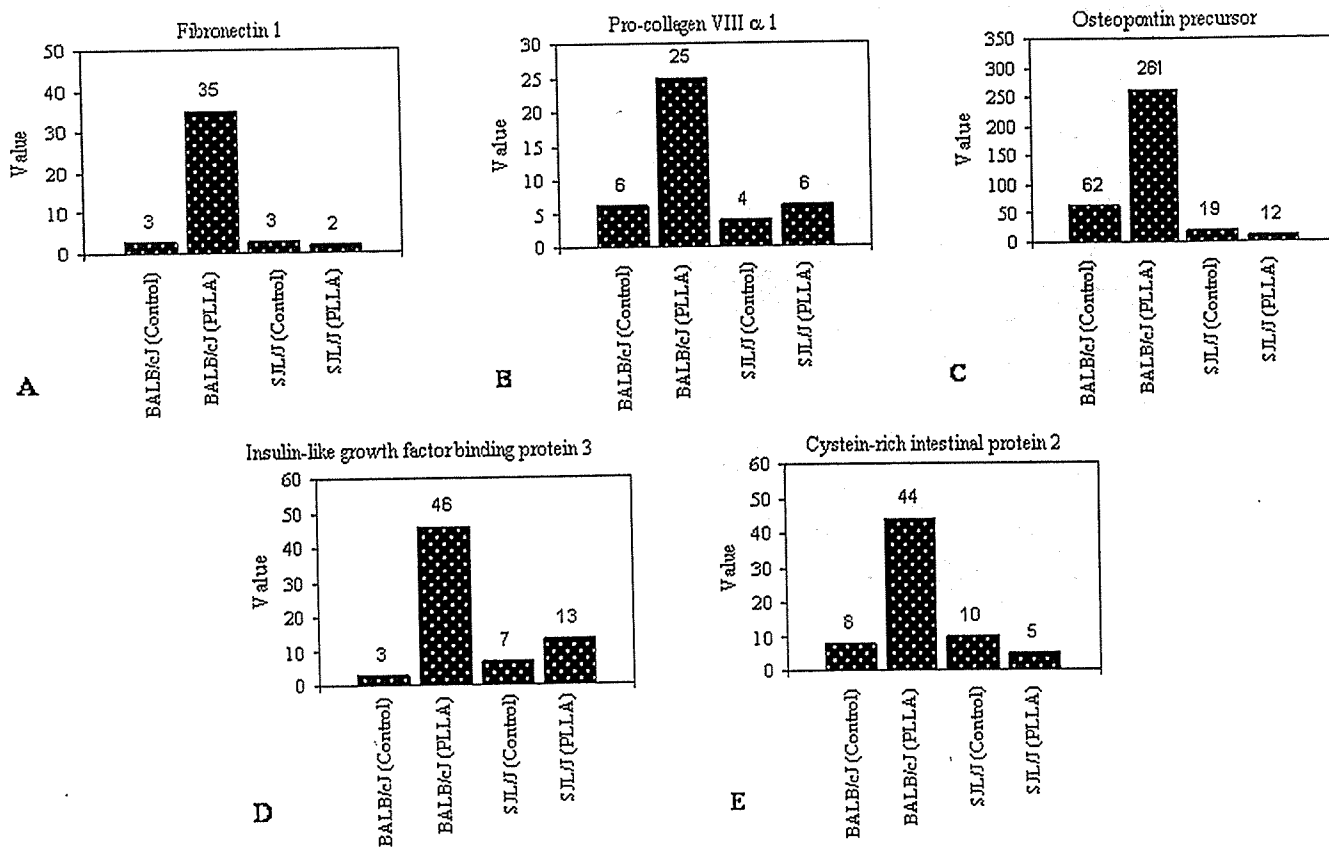 Fibronectin 1
50
40
30
20
10
0
Value
3
35
3
2
BALB/cJ (Control)
BALB/cJ (PLLA)
SJL/J (Control)
SJL/J (PLLA)
A
Pro-collagen VIII α 1
30
25
20
15
10
5
0
Value
6
25
4
6
BALB/cJ (Control)
BALB/cJ (PLLA)
SJL/J (Control)
SJL/J (PLLA)
B
Osteopontin precursor
350
300
250
200
150
100
50
0
Value
62
261
19
12
BALB/cJ (Control)
BALB/cJ (PLLA)
SJL/J (Control)
SJL/J (PLLA)
C
Insulin-like growth factor binding protein 3
60
50
40
30
20
10
0
Value
3
46
7
13
BALB/cJ (Control)
BALB/cJ (PLLA)
SJL/J (Control)
SJL/J (PLLA)
D
Cystein-rich intestinal protein 2
60
50
40
30
20
10
0
Value
8
44
10
5
BALB/cJ (Control)
BALB/cJ (PLLA)
SJL/J (Control)
SJL/J (PLLA)
E